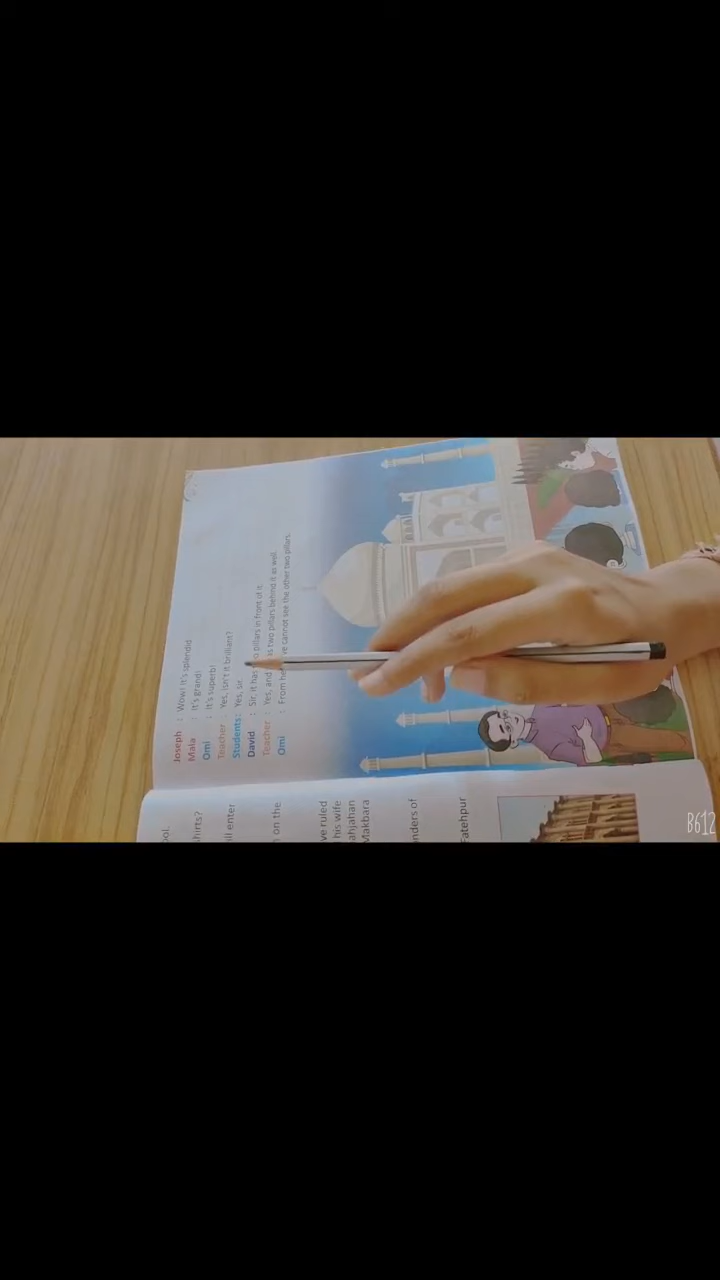 Joseph : Wow! It's splendid
Mala : It's grand!
Omi : It's superb!
Teacher : Yes, isn't it brilliant?
Students : Yes, sir.
David : Sir, it has pillars in front of it.
Teacher : Yes, and two pillars behind it as well.
Omi : From cannot see the other two pillars.
hirts?
ill enter
on the
ve ruled
his wife
ahjahan
Makbara
nders of
Fatehpur
B612